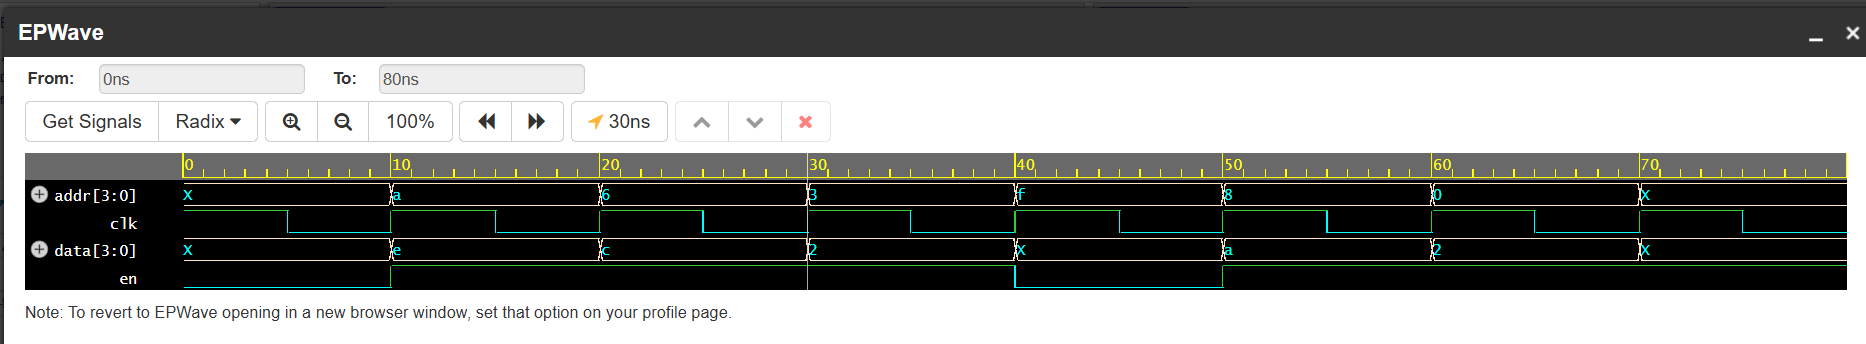 EPWave
From: 0ns To: 80ns
Get Signals Radix 100% 30ns
0 10 20 30 40 50 60 70
addr[3:0] X a 6 3 f 8 0 X
clk
data[3:0] X e c 2 X a 2 X
en
Note: To revert to EPWave opening in a new browser window, set that option on your profile page.